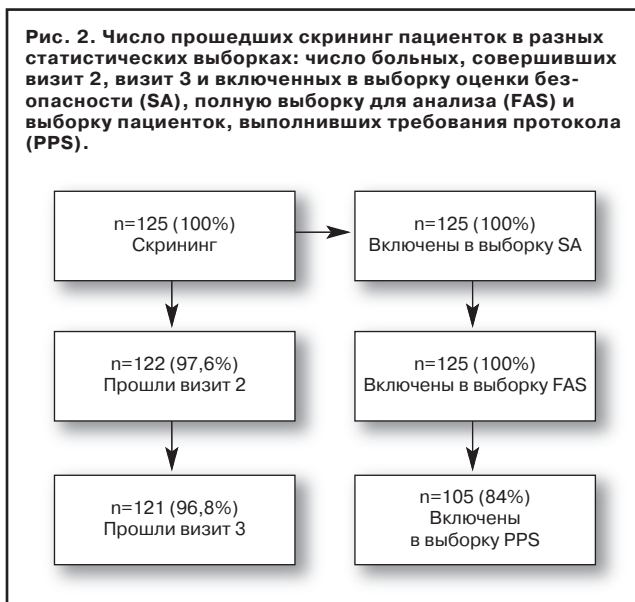 Рис. 2. Число прошедших скрининг пациенток в разных
статистических выборках: число больных, совершивших
визит 2, визит 3 и включенных в выборку оценки без-
опасности (SA), полную выборку для анализа (FAS) и
выборку пациенток, выполнивших требования протокола
(PPS).
n=125 (100%)
Скрининг
n=125 (100%)
Включены в выборку SA
n=122 (97,6%)
Прошли визит 2
n=125 (100%)
Включены в выборку FAS
n=121 (96,8%)
Прошли визит 3
n=105 (84%)
Включены
в выборку PPS